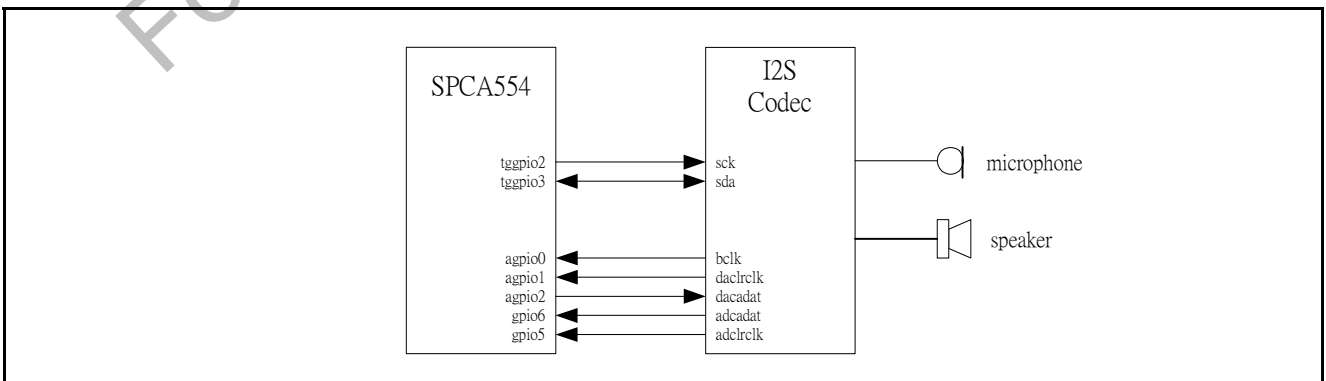 SPCA554
I2S
Codec
tggpio2
tggpio3
agpio0
agpio1
agpio2
gpio6
gpio5
sck
sda
bclk
daclrclk
dacadat
adcadat
adclrclk
microphone
speaker